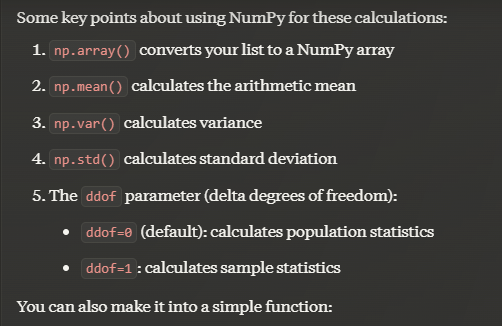 Some key points about using NumPy for these calculations:
1. np.array() converts your list to a NumPy array
2. np.mean() calculates the arithmetic mean
3. np.var() calculates variance
4. np.std() calculates standard deviation
5. The ddof parameter (delta degrees of freedom):
• ddof=0 (default): calculates population statistics
• ddof=1 : calculates sample statistics
You can also make it into a simple function: